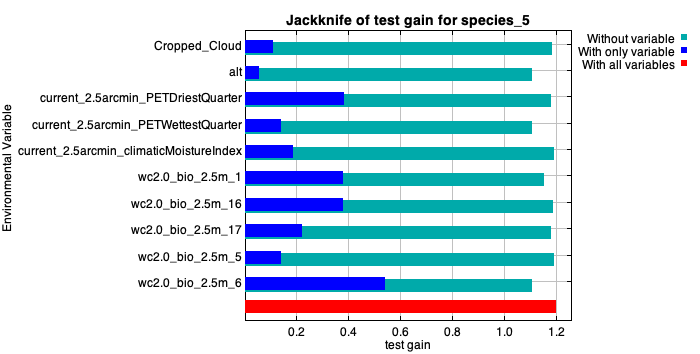 Jackknife of test gain for species_5
Without variable
With only variable
With all variables
Environmental Variable
Cropped_Cloud
alt
current_2.5arcmin_PETDriestQuarter
current_2.5arcmin_PETWettestQuarter
current_2.5arcmin_climaticMoistureIndex
wc2.0_bio_2.5m_1
wc2.0_bio_2.5m_16
wc2.0_bio_2.5m_17
wc2.0_bio_2.5m_5
wc2.0_bio_2.5m_6
0.2 0.4 0.6 0.8 1.0 1.2
test gain